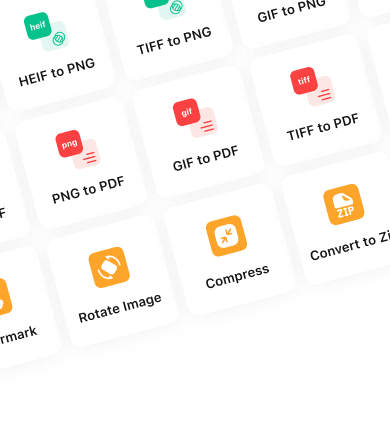 heif
HEIF to PNG
TIFF to PNG
GIF to PNG
png
PNG to PDF
gif
GIF to PDF
tiff
TIFF to PDF
F
rmark
Rotate Image
Compress
ZIP
Convert to Zi